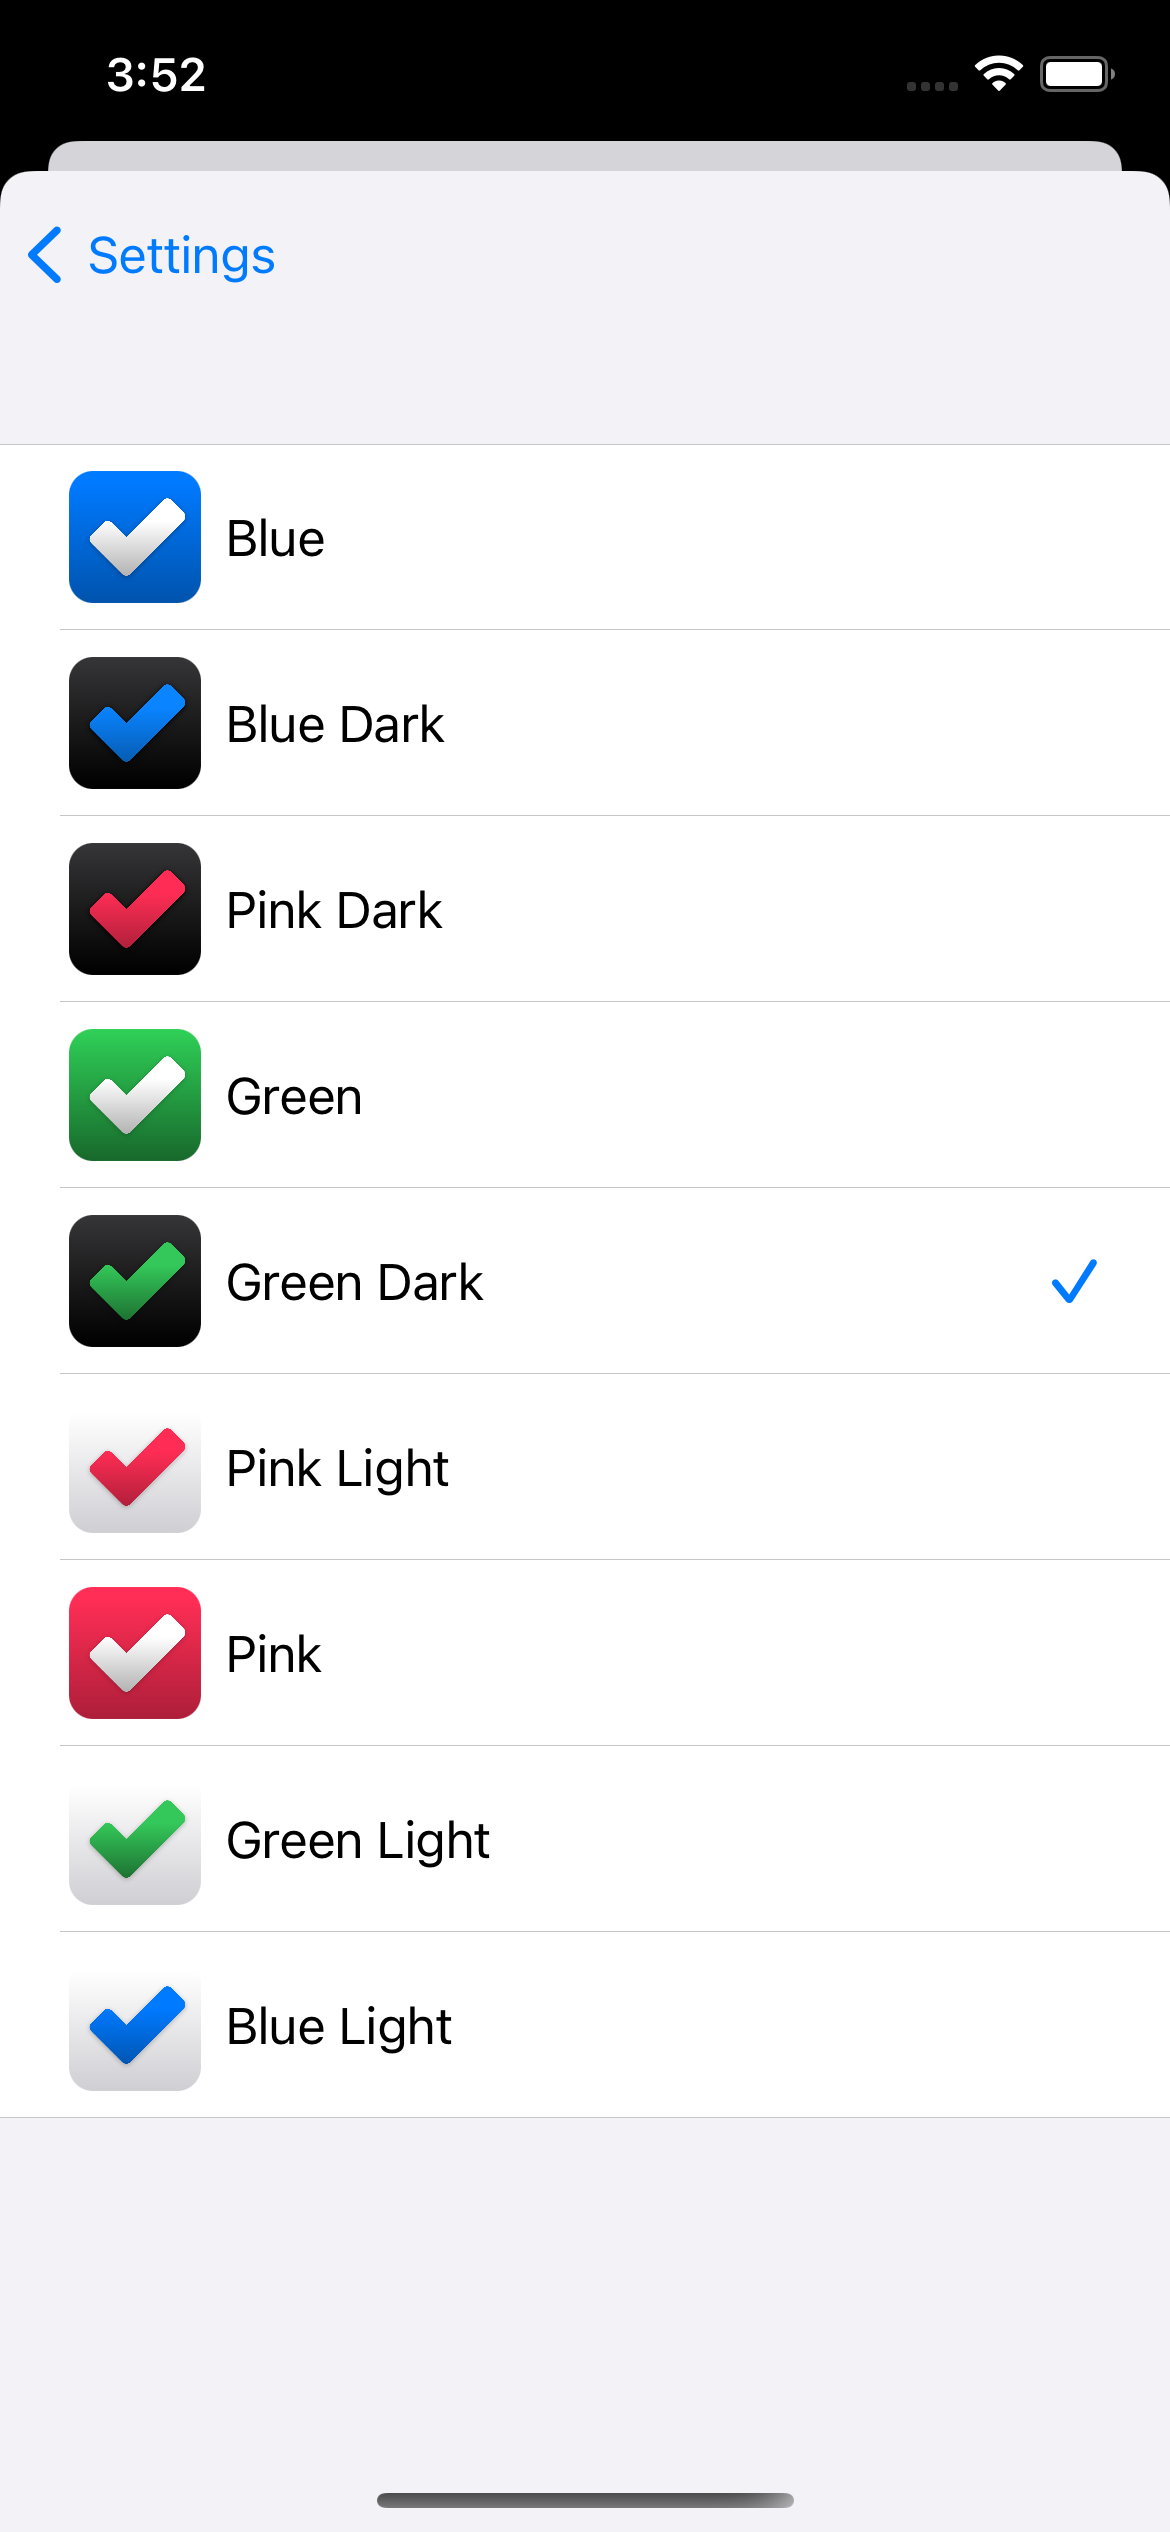 3:52
Settings
Blue
Blue Dark
Pink Dark
Green
Green Dark
Pink Light
Pink
Green Light
Blue Light